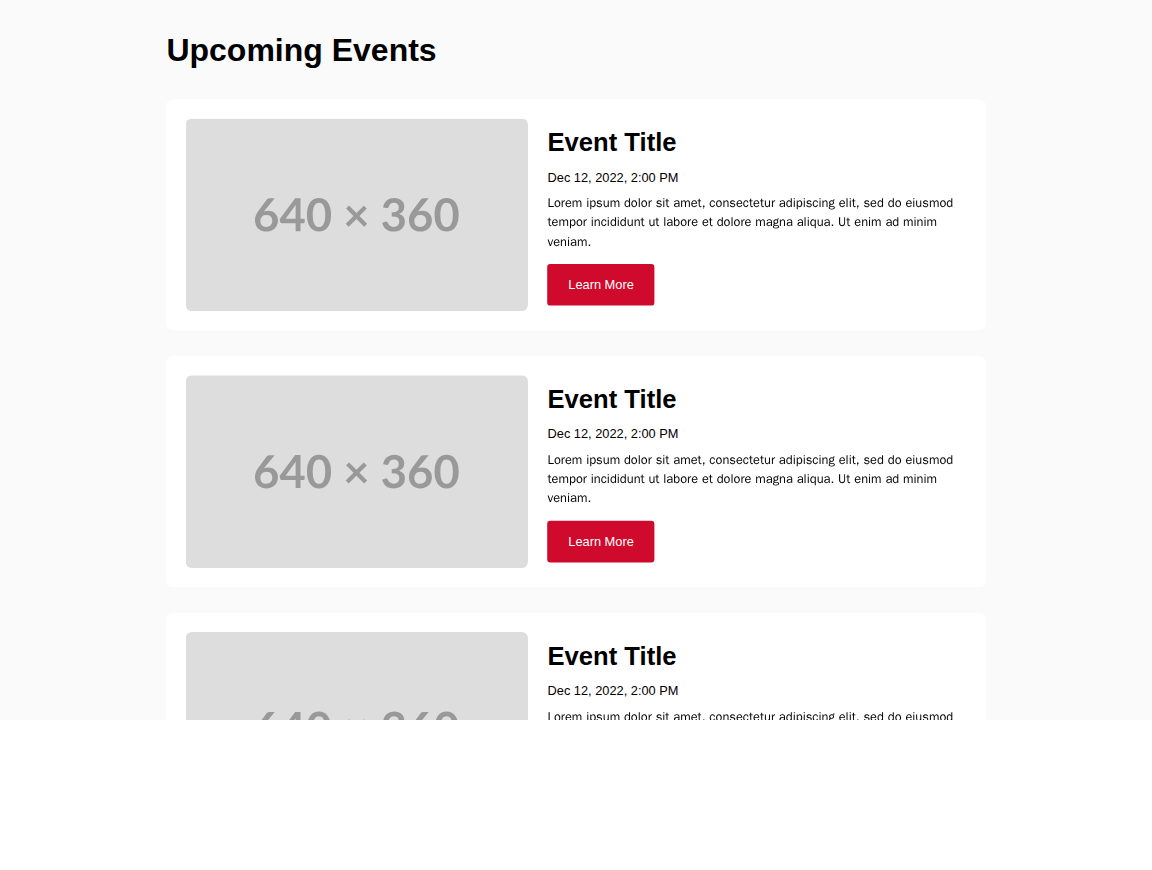 Upcoming Events
640 × 360
Event Title
Dec 12, 2022, 2:00 PM
Lorem ipsum dolor sit amet, consectetur adipiscing elit, sed do eiusmod
tempor incididunt ut labore et dolore magna aliqua. Ut enim ad minim
veniam.
Learn More
640 × 360
Event Title
Dec 12, 2022, 2:00 PM
Lorem ipsum dolor sit amet, consectetur adipiscing elit, sed do eiusmod
tempor incididunt ut labore et dolore magna aliqua. Ut enim ad minim
veniam.
Learn More
640 × 360
Event Title
Dec 12, 2022, 2:00 PM
Lorem ipsum dolor sit amet, consectetur adipiscing elit, sed do eiusmod